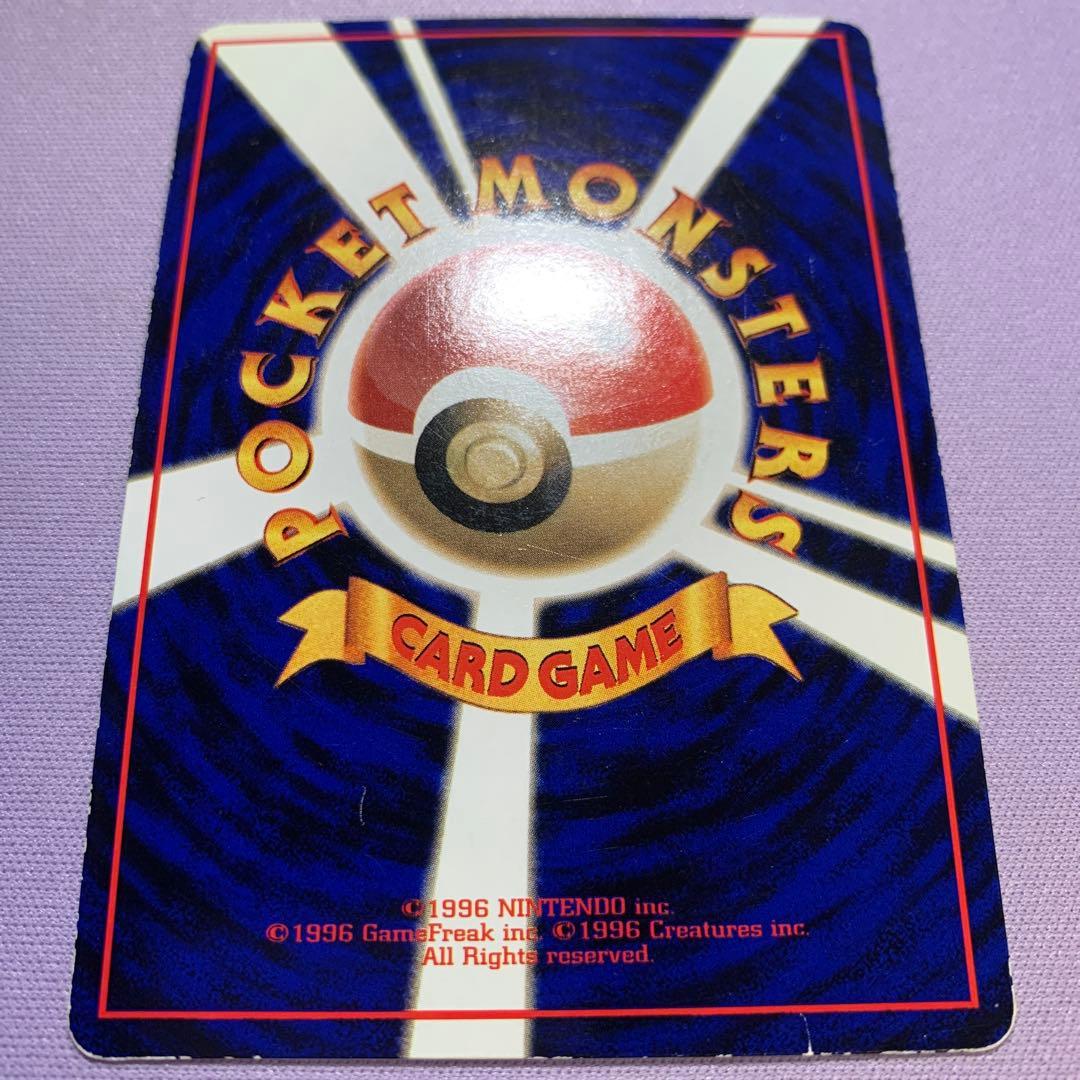 POCKET MONSTERS
CARD GAME
©1996 NINTENDO inc.
©1996 GameFreak inc. ©1996 Creatures inc.
All Rights reserved.